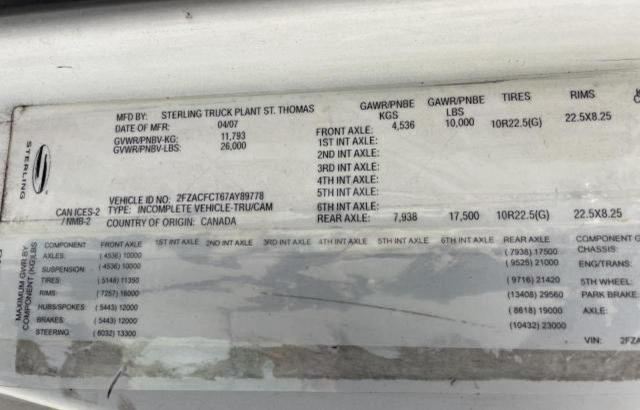 STERLING
MFD BY: STERLING TRUCK PLANT ST. THOMAS
DATE OF MFR: 04/07
GVWR/PNBV-KG: 11,793
GVWR/PNBV-LBS: 26,000
VEHICLE ID NO: 2FZACFCT67AY89778
TYPE: INCOMPLETE VEHICLE-TRU/CAM
COUNTRY OF ORIGIN: CANADA
CAN ICES-2
/ NMB-2
GAWR/PNBE KGS GAWR/PNBE LBS TIRES RIMS
FRONT AXLE: 4,536 10,000 10R22.5(G) 22.5X8.25
1ST INT AXLE:
2ND INT AXLE:
3RD INT AXLE:
4TH INT AXLE:
5TH INT AXLE:
6TH INT AXLE:
REAR AXLE: 7,938 17,500 10R22.5(G) 22.5X8.25
MAXIMUM GWR BY
COMPONENT (KG)LBS
COMPONENT FRONT AXLE 1ST INT AXLE 2ND INT AXLE 3RD INT AXLE 4TH INT AXLE 5TH INT AXLE 6TH INT AXLE REAR AXLE COMPONENT G
AXLES: (4536) 10000 (7938) 17500 CHASSIS:
SUSPENSION: (4536) 10000 (9525) 21000 ENG/TRANS:
TIRES: (5148) 11350 (9716) 21420 5TH WHEEL:
RIMS: (7257) 16000 (13408) 29560 PARK BRAKE:
HUBS/SPOKES: (5443) 12000 (8618) 19000 AXLE:
BRAKES: (5443) 12000 (10432) 23000
STEERING: (6032) 13300
VIN: 2FZA